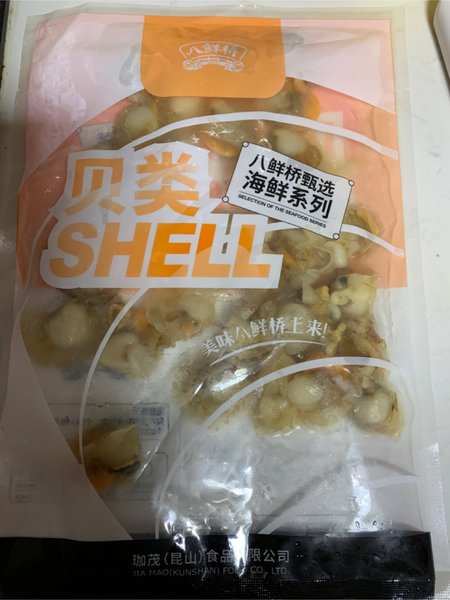 八鲜桥
贝类
SHELL
八鲜桥甄选
海鲜系列
SELECTION OF THE SEAFOOD SERIES
美味八鲜桥上来!
珈茂(昆山)食品有限公司
JIA MAO(KUNSHAN) FOOD CO., LTD.